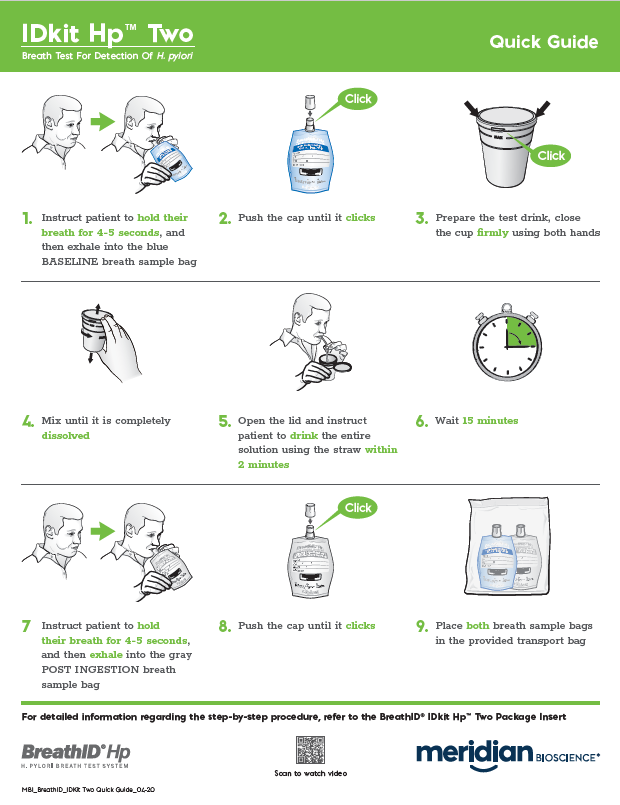 IDkit Hp™ Two
Breath Test For Detection Of H. pylori
Quick Guide
Click
Click
1. Instruct patient to hold their
breath for 4-5 seconds, and
then exhale into the blue
BASELINE breath sample bag
2. Push the cap until it clicks
3. Prepare the test drink, close
the cup firmly using both hands
4. Mix until it is completely
dissolved
5. Open the lid and instruct
patient to drink the entire
solution using the straw within
2 minutes
6. Wait 15 minutes
Click
7 Instruct patient to hold
their breath for 4-5 seconds,
and then exhale into the gray
POST INGESTION breath
sample bag
8. Push the cap until it clicks
9. Place both breath sample bags
in the provided transport bag
For detailed information regarding the step-by-step procedure, refer to the BreathID® IDkit Hp™ Two Package Insert
BreathID® Hp
H. PYLORI BREATH TEST SYSTEM
Scan to watch video
meridian BIOSCIENCE®
MBI_BreathID_IDKit Two Quick Guide_04-20